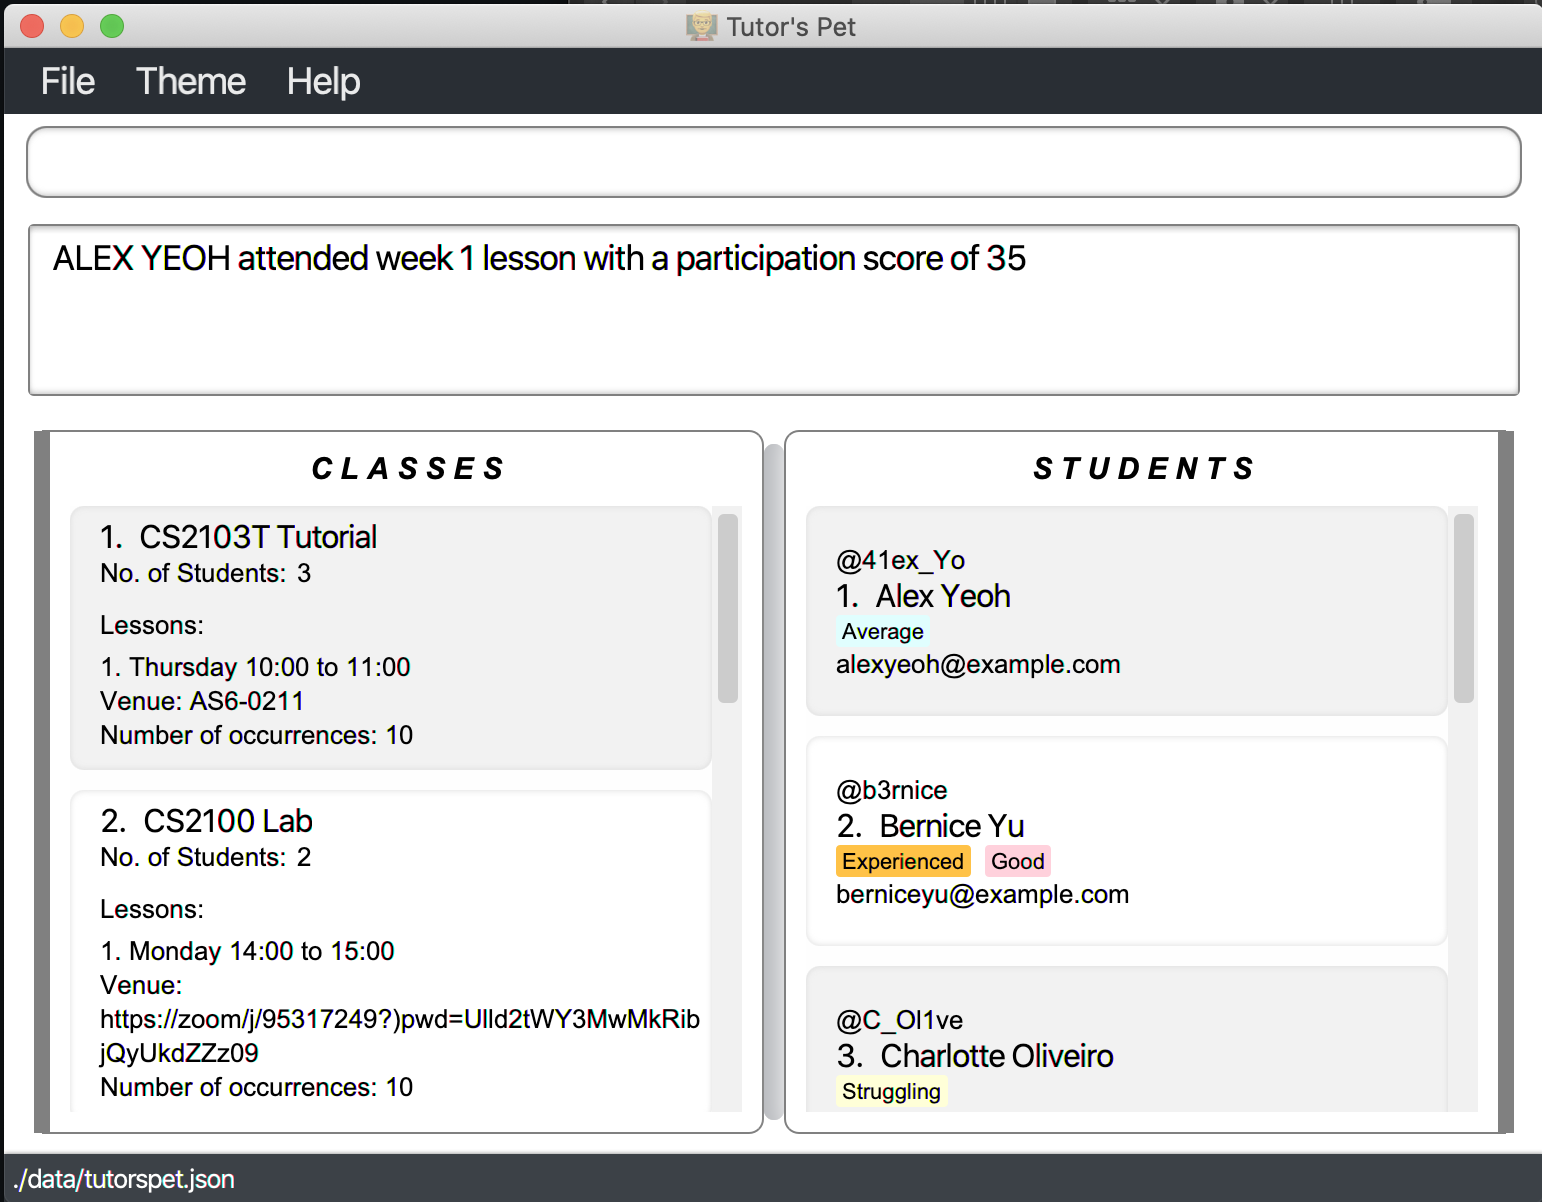 Tutor's Pet
File Theme Help
ALEX YEOH attended week 1 lesson with a participation score of 35
CLASSES
1. CS2103T Tutorial
No. of Students: 3
Lessons:
1. Thursday 10:00 to 11:00
Venue: AS6-0211
Number of occurrences: 10
2. CS2100 Lab
No. of Students: 2
Lessons:
1. Monday 14:00 to 15:00
Venue:
https://zoom/j/95317249?)pwd=Ulld2tWY3MwMkRib
jQyUkdZZz09
Number of occurrences: 10
STUDENTS
@41ex_Yo
1. Alex Yeoh
Average
alexyeoh@example.com
@b3rnice
2. Bernice Yu
Experienced Good
berniceyu@example.com
@C_Ol1ve
3. Charlotte Oliveiro
Struggling
./data/tutorspet.json